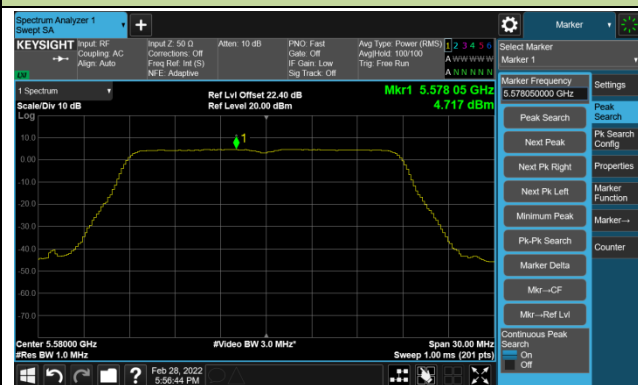 Spectrum Analyzer 1
Swept SA
Marker
KEYSIGHT
Input: RF
Coupling: AC
Align: Auto
Input Z: 50 Ω
Corrections: Off
Freq Ref: Int (S)
NFE: Adaptive
Atten: 10 dB
PNO: Fast
Gate: Off
IF Gain: Low
Sig Track: Off
Avg Type: Power (RMS)
Avg|Hold: 100/100
Trig: Free Run
1 2 3 4 5 6
A W W W W W
A N N N N N
LXI
Select Marker
Marker 1
1 Spectrum
Scale/Div 10 dB
Log
Ref Lvl Offset 22.40 dB
Ref Level 20.00 dBm
Mkr1 5.578 05 GHz
4.717 dBm
10.0
0.00
-10.0
-20.0
-30.0
-40.0
-50.0
-60.0
-70.0
1
Center 5.58000 GHz
#Res BW 1.0 MHz
#Video BW 3.0 MHz*
Span 30.00 MHz
Sweep 1.00 ms (201 pts)
Marker Frequency
5.578050000 GHz
Peak Search
Next Peak
Next Pk Right
Next Pk Left
Minimum Peak
Pk-Pk Search
Marker Delta
Mkr→CF
Mkr→Ref Lvl
Continuous Peak
Search
On
Off
Settings
Peak
Search
Pk Search
Config
Properties
Marker
Function
Marker→
Counter
?
Feb 28, 2022
5:56:44 PM